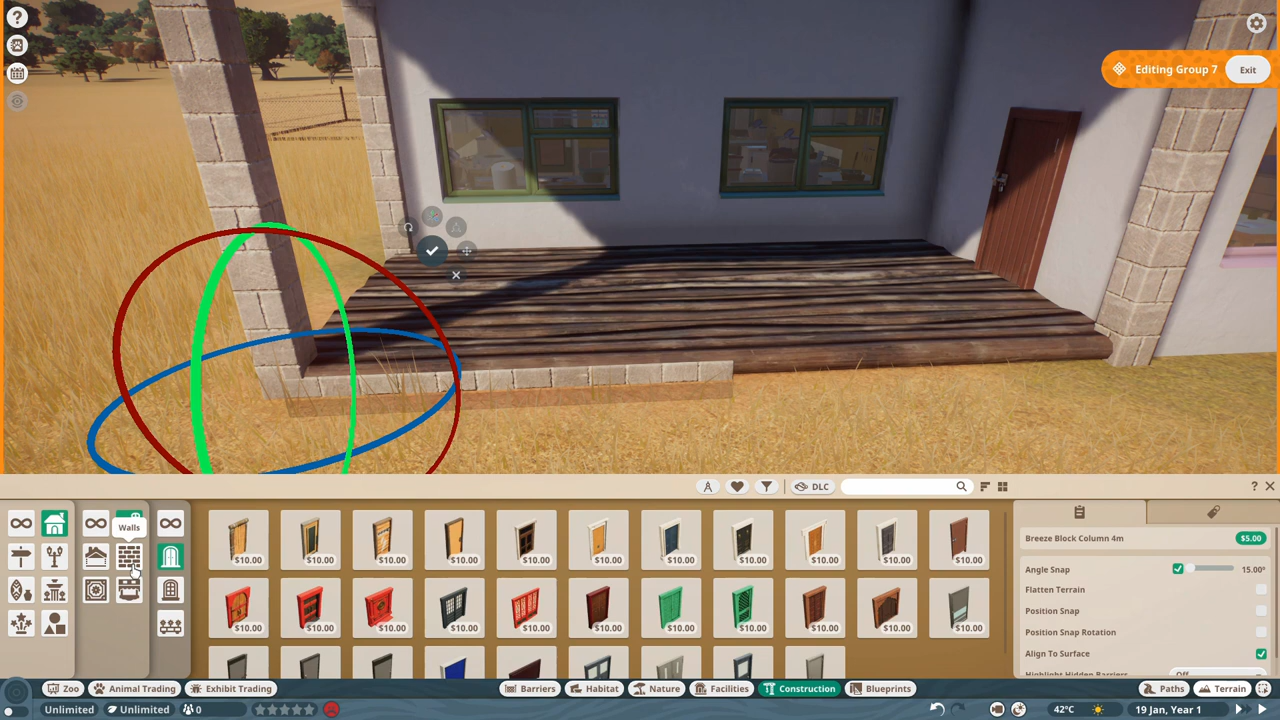 ?
Editing Group 7
Exit
DLC
?
Walls
$10.00 $10.00 $10.00 $10.00 $10.00 $10.00 $10.00 $10.00 $10.00 $10.00 $10.00
$10.00 $10.00 $10.00 $10.00 $10.00 $10.00 $10.00 $10.00 $10.00 $10.00 $10.00
Breeze Block Column 4m
$5.00
Angle Snap
15.00°
Flatten Terrain
Position Snap
Position Snap Rotation
Align To Surface
Highlight Hidden Barriers
Off
Zoo
Animal Trading
Exhibit Trading
Barriers
Habitat
Nature
Facilities
Construction
Blueprints
Paths
Terrain
Unlimited
Unlimited
0
42°C
19 Jan, Year 1